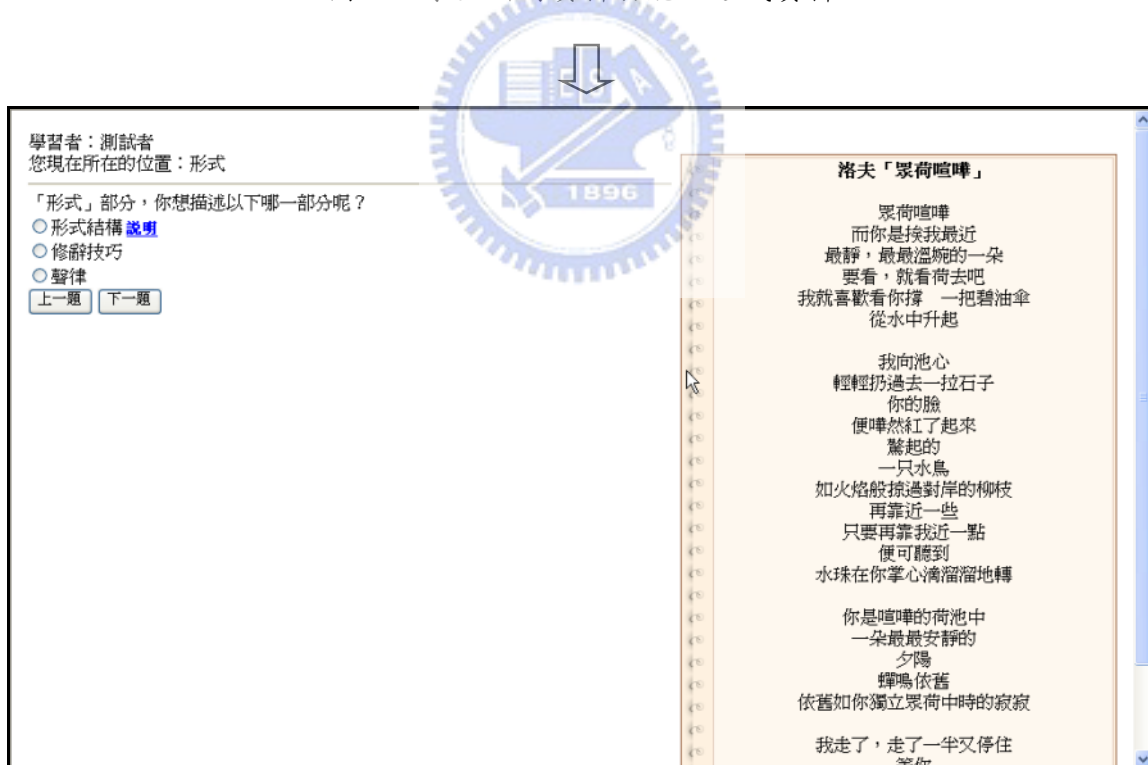 1896
學習者：測試者
您現在所在的位置：形式
「形式」部分，你想描述以下哪一部分呢？
形式結構 說明
修辭技巧
聲律
上一題 下一題
洛夫「眾荷喧嘩」
眾荷喧嘩
而你是挨我最近
最靜，最最溫婉的一朵
要看，就看荷去吧
我就喜歡看你撐　一把碧油傘
從水中升起
我向池心
輕輕扔過去一拉石子
你的臉
便嘩然紅了起來
驚起的
一只水鳥
如火焰般掠過對岸的柳枝
再靠近一些
只要再靠我近一點
便可聽到
水珠在你掌心滴溜溜地轉
你是喧嘩的荷池中
一朵最最安靜的
夕陽
蟬鳴依舊
依舊如你獨立眾荷中時的寂寂
我走了，走了一半又停住
等你